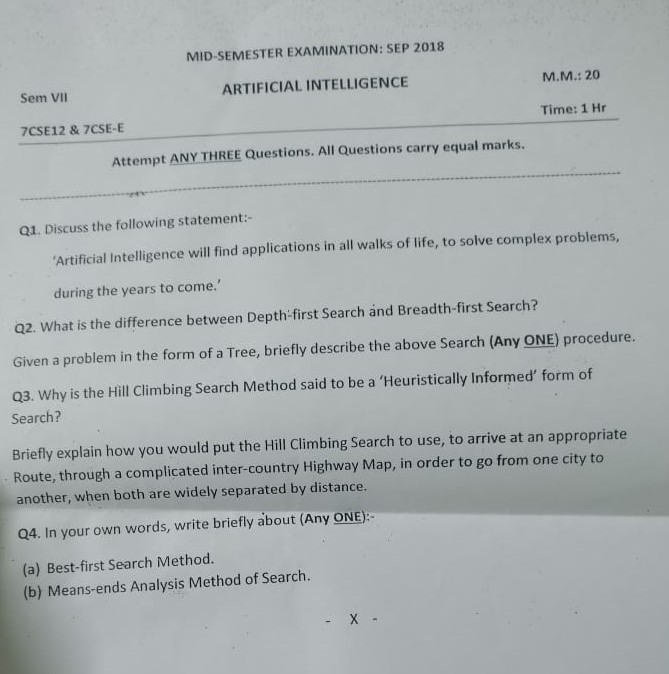 MID-SEMESTER EXAMINATION: SEP 2018
Sem VII
ARTIFICIAL INTELLIGENCE
M.M.: 20
7CSE12 & 7CSE-E
Time: 1 Hr
Attempt ANY THREE Questions. All Questions carry equal marks.
Q1. Discuss the following statement:-
'Artificial Intelligence will find applications in all walks of life, to solve complex problems,
during the years to come.'
Q2. What is the difference between Depth-first Search and Breadth-first Search?
Given a problem in the form of a Tree, briefly describe the above Search (Any ONE) procedure.
Q3. Why is the Hill Climbing Search Method said to be a 'Heuristically Informed' form of
Search?
Briefly explain how you would put the Hill Climbing Search to use, to arrive at an appropriate
Route, through a complicated inter-country Highway Map, in order to go from one city to
another, when both are widely separated by distance.
Q4. In your own words, write briefly about (Any ONE):-
(a) Best-first Search Method.
(b) Means-ends Analysis Method of Search.
- X -